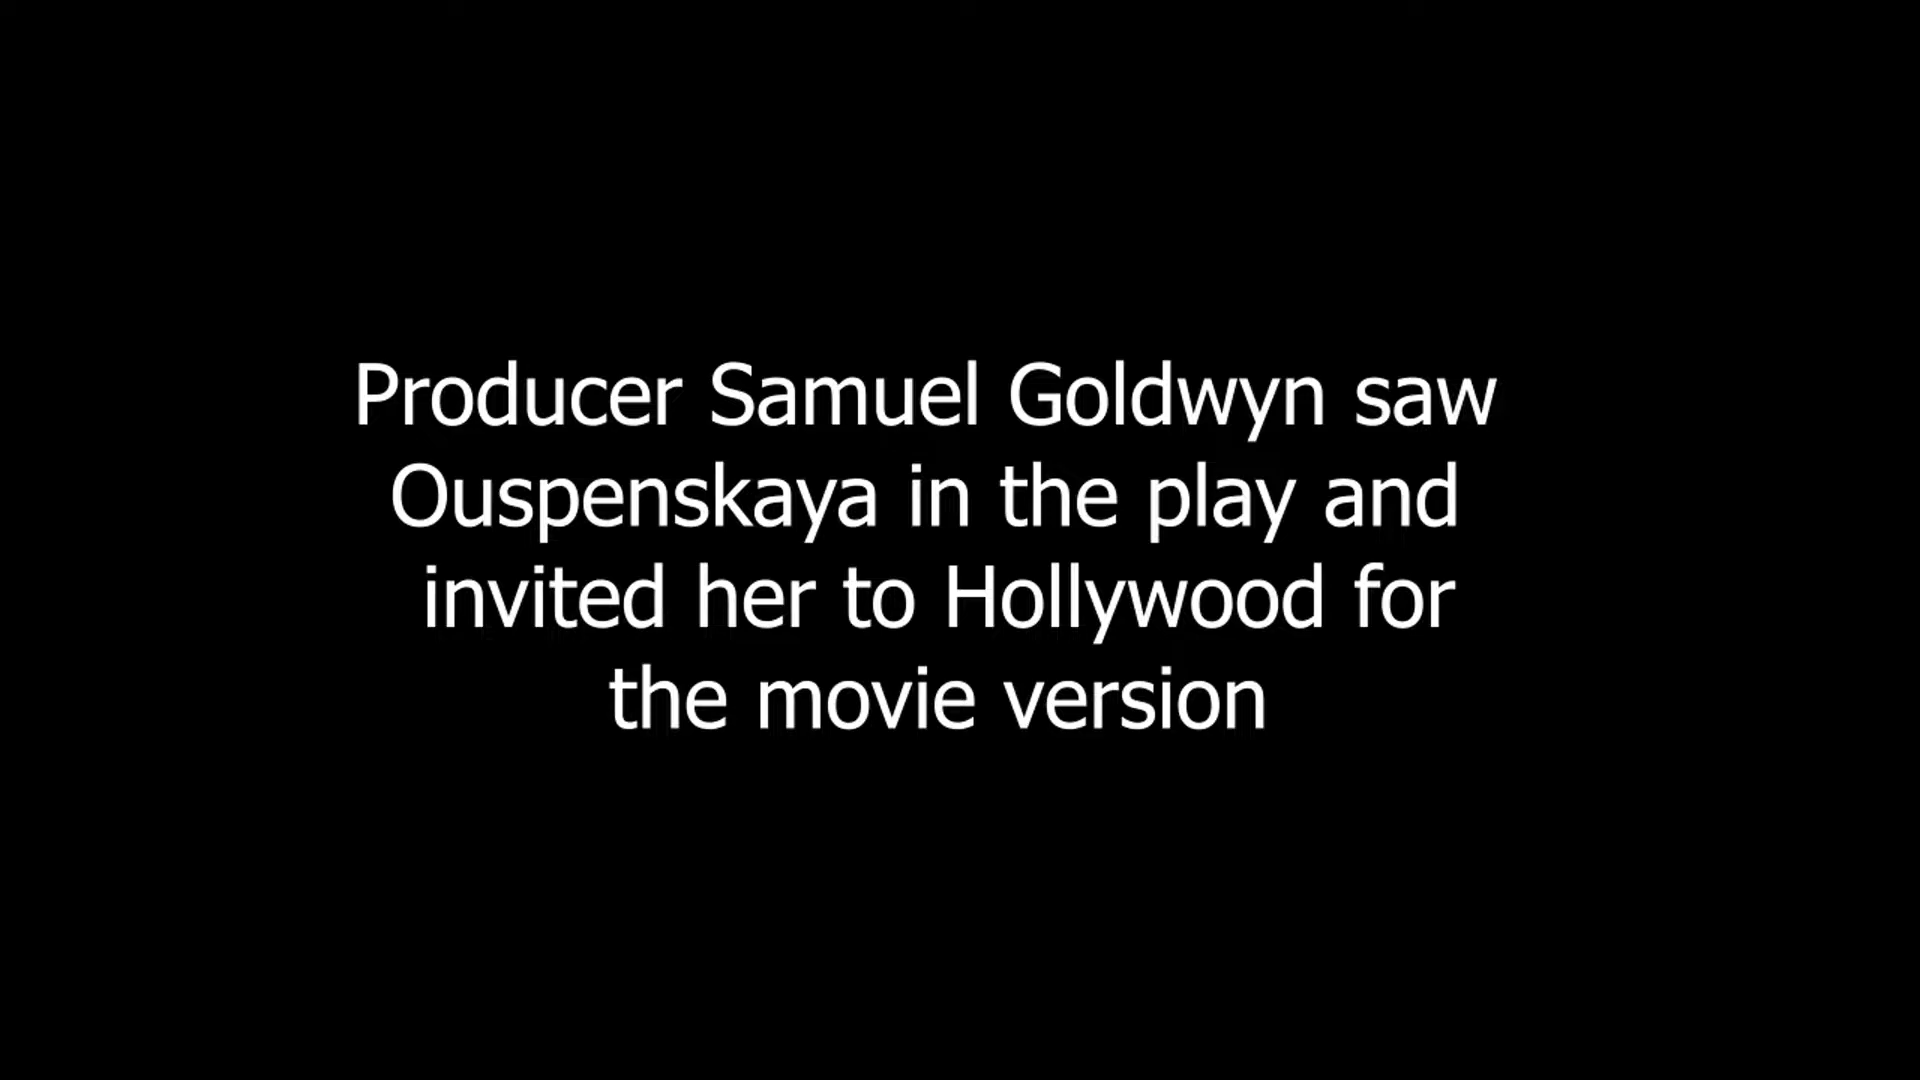 Producer Samuel Goldwyn saw
Ouspenskaya in the play and
invited her to Hollywood for
the movie version